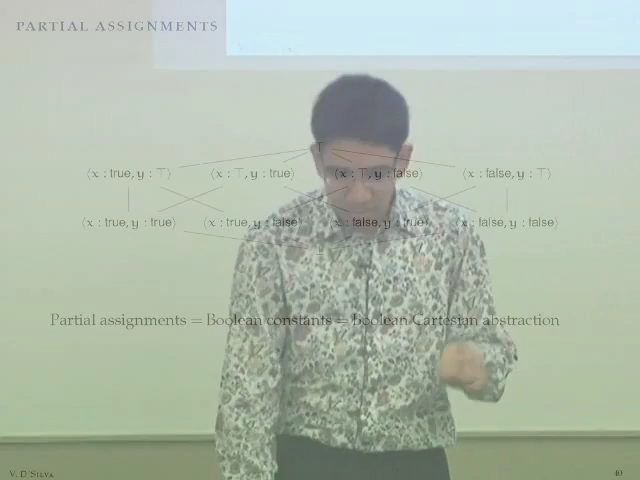 PARTIAL ASSIGNMENTS
⊤
⟨x : true, y : ⊤⟩ ⟨x : ⊤, y : true⟩ ⟨x : ⊤, y : false⟩ ⟨x : false, y : ⊤⟩
⟨x : true, y : true⟩ ⟨x : true, y : false⟩ ⟨x : false, y : true⟩ ⟨x : false, y : false⟩
⊥
Partial assignments = Boolean constants = Boolean Cartesian abstraction
V. D'SILVA 40